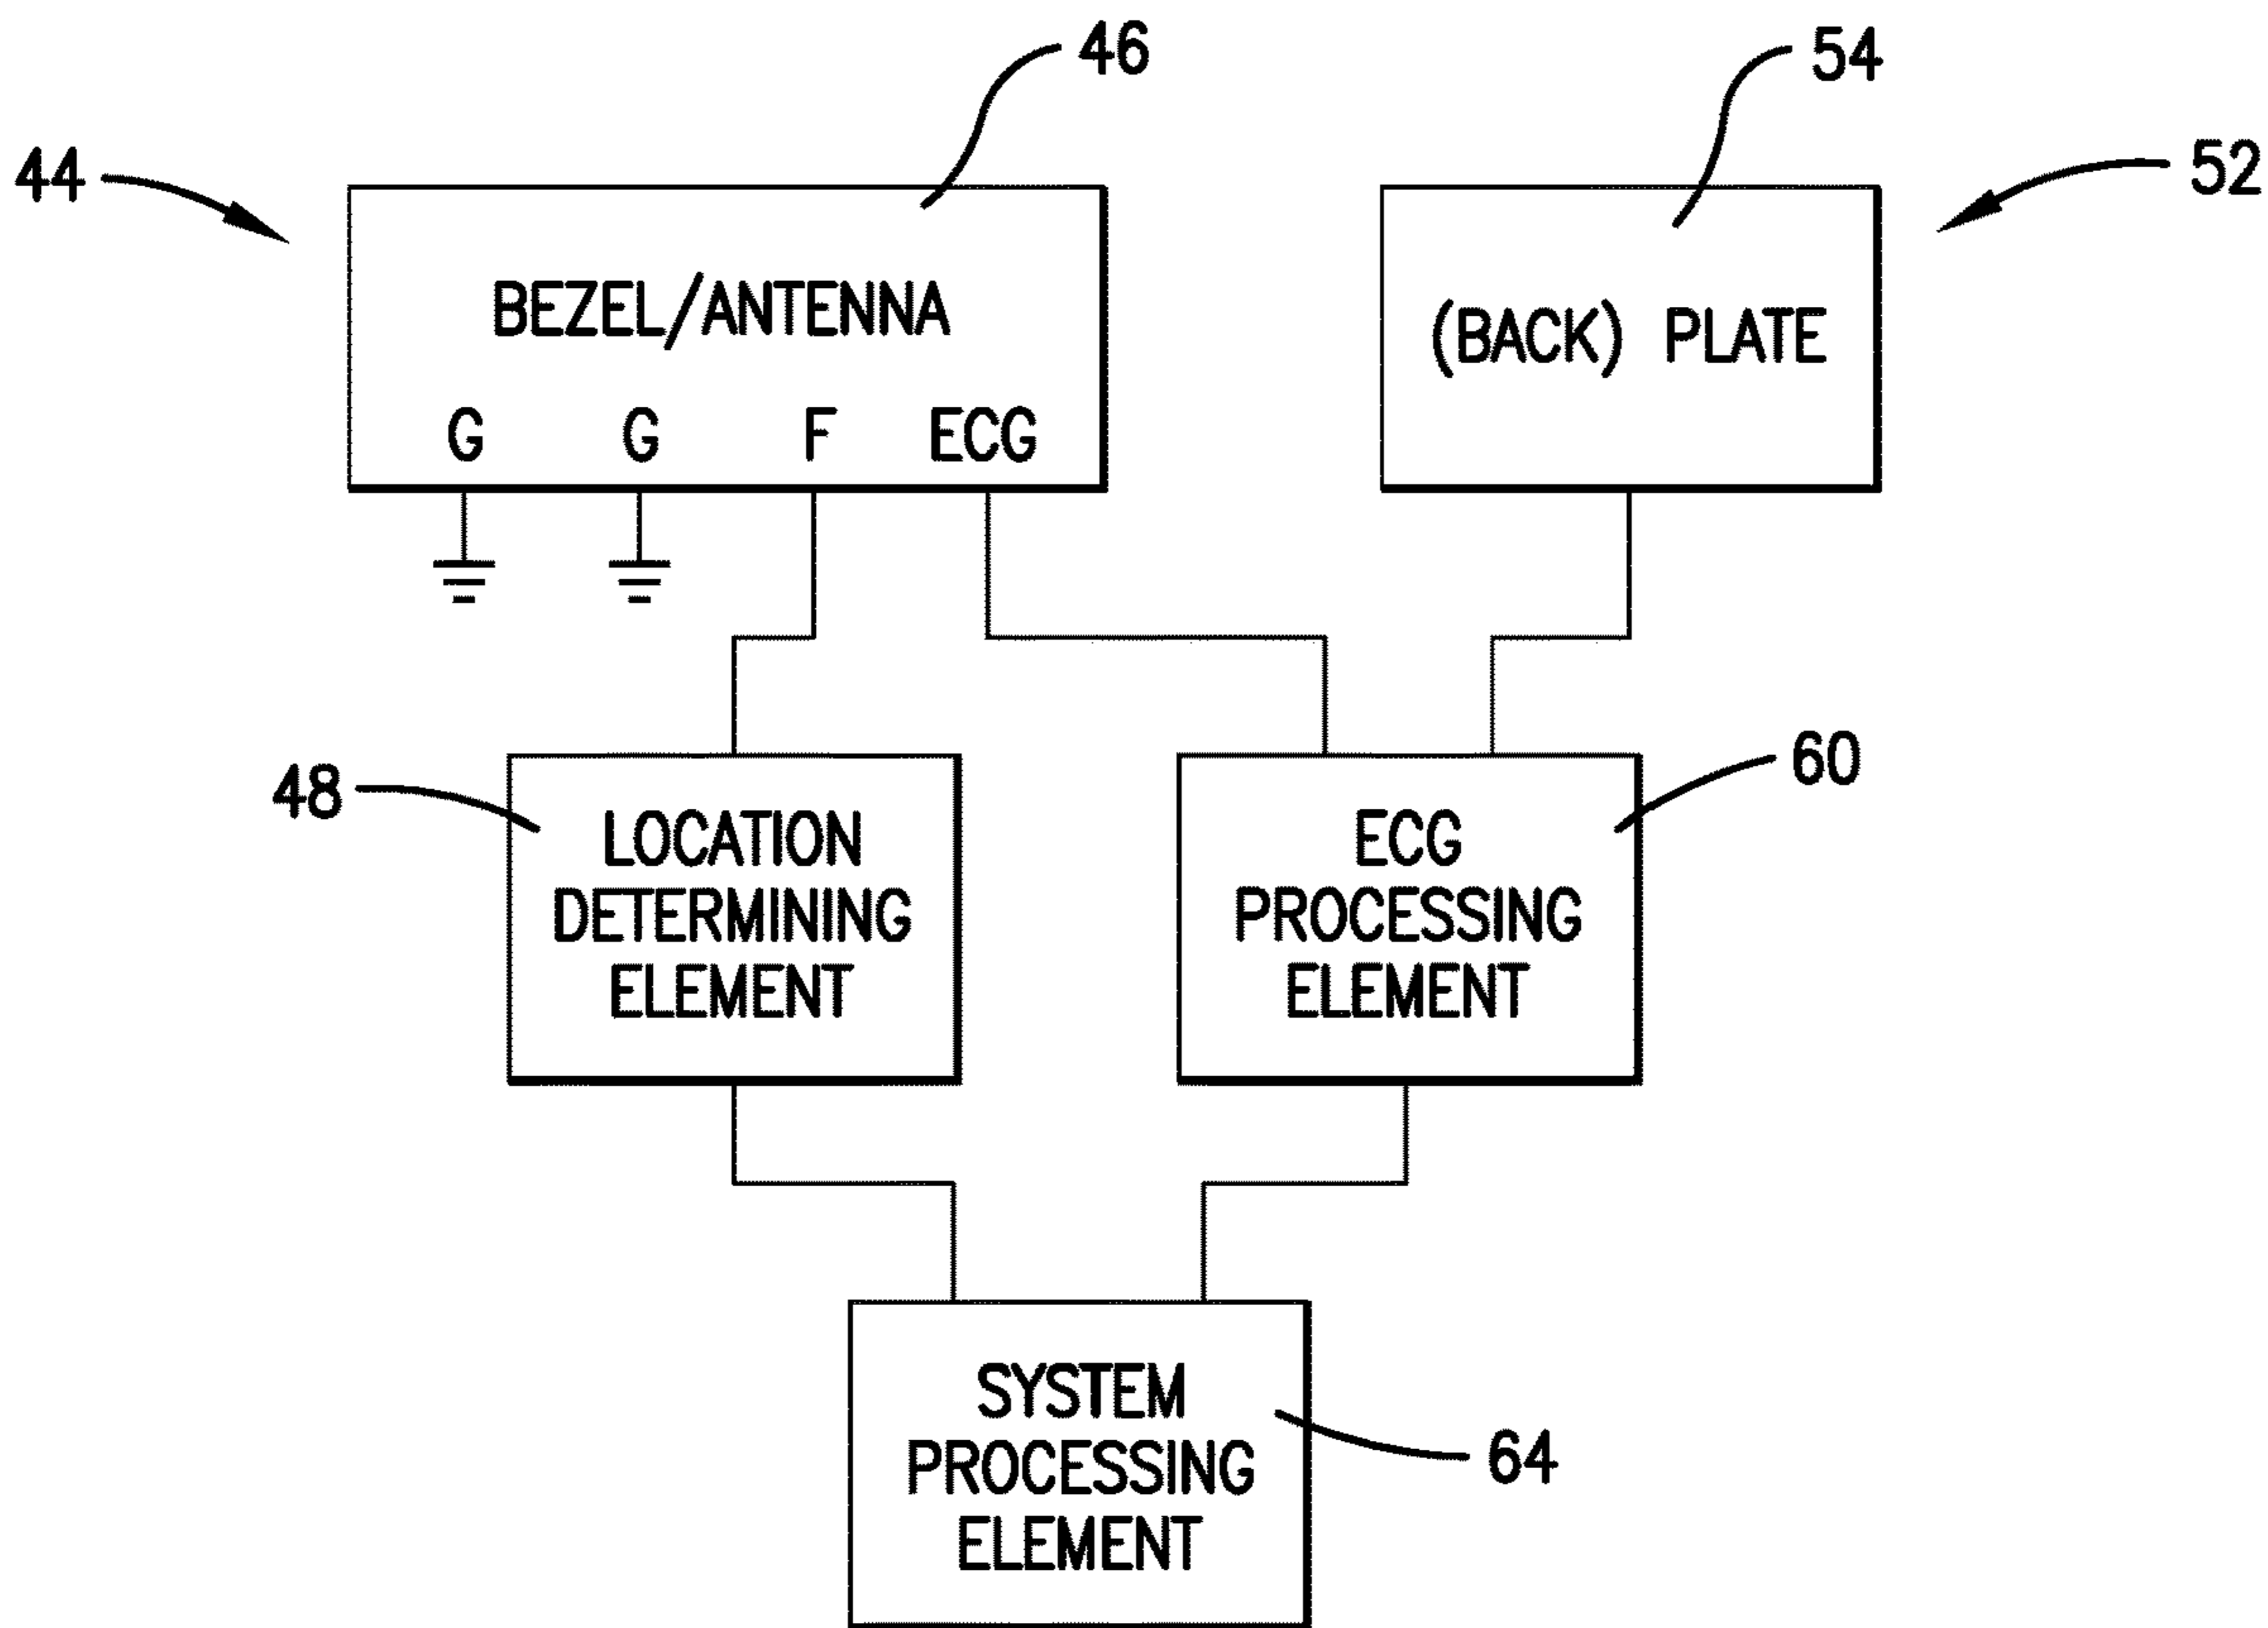 46
54
44
52
BEZEL/ANTENNA
(BACK) PLATE
G G F ECG
48
60
LOCATION
DETERMINING
ELEMENT
ECG
PROCESSING
ELEMENT
SYSTEM
PROCESSING
ELEMENT
64